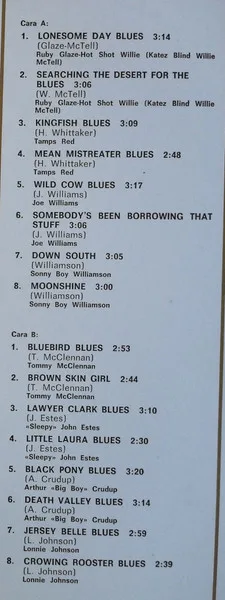 Cara A:
1. LONESOME DAY BLUES 3:14
(Glaze-McTell)
Ruby Glaze-Hot Shot Willie (Katez Blind Willie
McTell)
2. SEARCHING THE DESERT FOR THE
BLUES 3:06
(W. McTell)
Ruby Glaze-Hot Shot Willie (Katez Blind Willie
McTell)
3. KINGFISH BLUES 3:09
(H. Whittaker)
Tamps Red
4. MEAN MISTREATER BLUES 2:48
(H. Whittaker)
Tamps Red
5. WILD COW BLUES 3:17
(J. Williams)
Joe Williams
6. SOMEBODY'S BEEN BORROWING THAT
STUFF 3:06
(J. Williams)
Joe Williams
7. DOWN SOUTH 3:05
(Williamson)
Sonny Boy Williamson
8. MOONSHINE 3:00
(Williamson)
Sonny Boy Williamson
Cara B:
1. BLUEBIRD BLUES 2:53
(T. McClennan)
Tommy McClennan
2. BROWN SKIN GIRL 2:44
(T. McClennan)
Tommy McClennan
3. LAWYER CLARK BLUES 3:10
(J. Estes)
«Sleepy» John Estes
4. LITTLE LAURA BLUES 2:30
(J. Estes)
«Sleepy» John Estes
5. BLACK PONY BLUES 3:20
(A. Crudup)
Arthur «Big Boy» Crudup
6. DEATH VALLEY BLUES 3:14
(A. Crudup)
Arthur «Big Boy» Crudup
7. JERSEY BELLE BLUES 2:59
(L. Johnson)
Lonnie Johnson
8. CROWING ROOSTER BLUES 2:39
(L. Johnson)
Lonnie Johnson